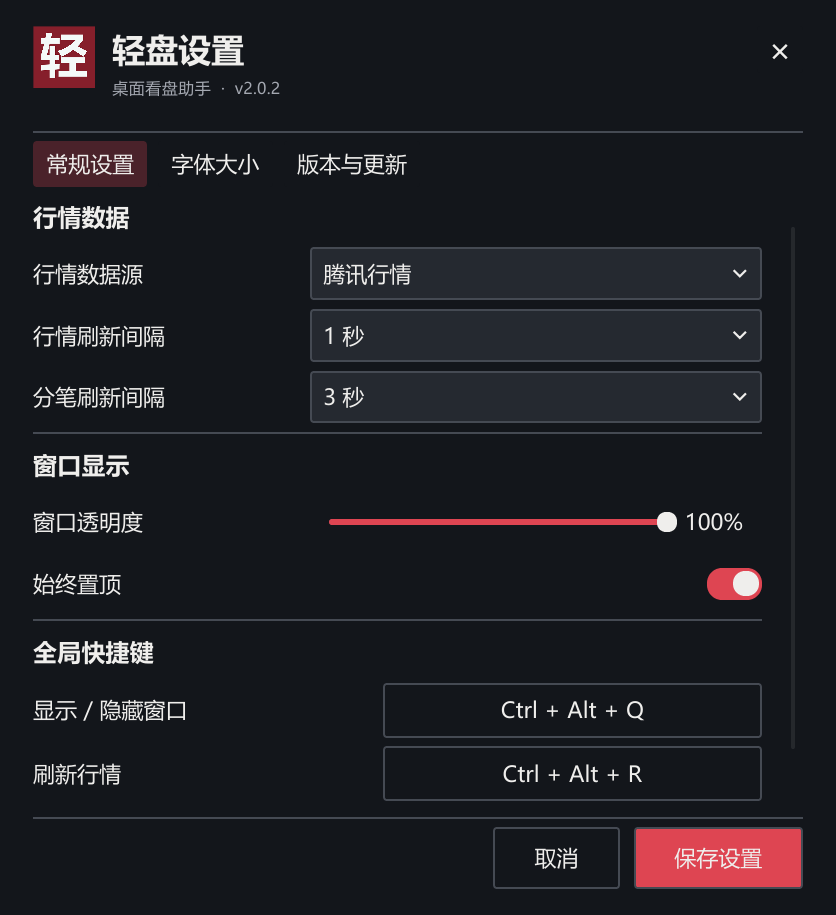 轻
轻盘设置
桌面看盘助手 · v2.0.2
常规设置 字体大小 版本与更新
行情数据
行情数据源 腾讯行情
行情刷新间隔 1 秒
分笔刷新间隔 3 秒
窗口显示
窗口透明度 100%
始终置顶
全局快捷键
显示 / 隐藏窗口 Ctrl + Alt + Q
刷新行情 Ctrl + Alt + R
取消 保存设置